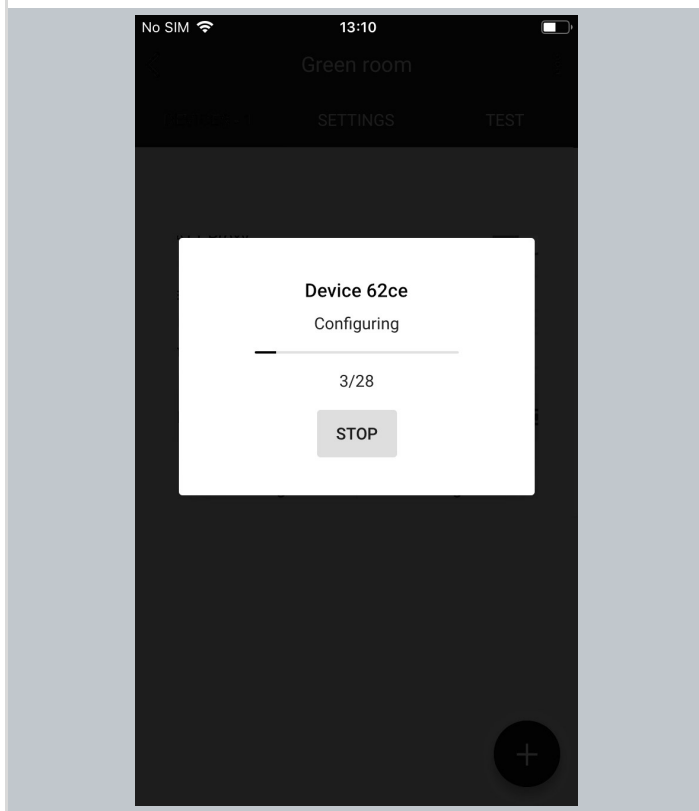 No SIM 13:10
Green room
SETTINGS TEST
Device 62ce
Configuring
3/28
STOP